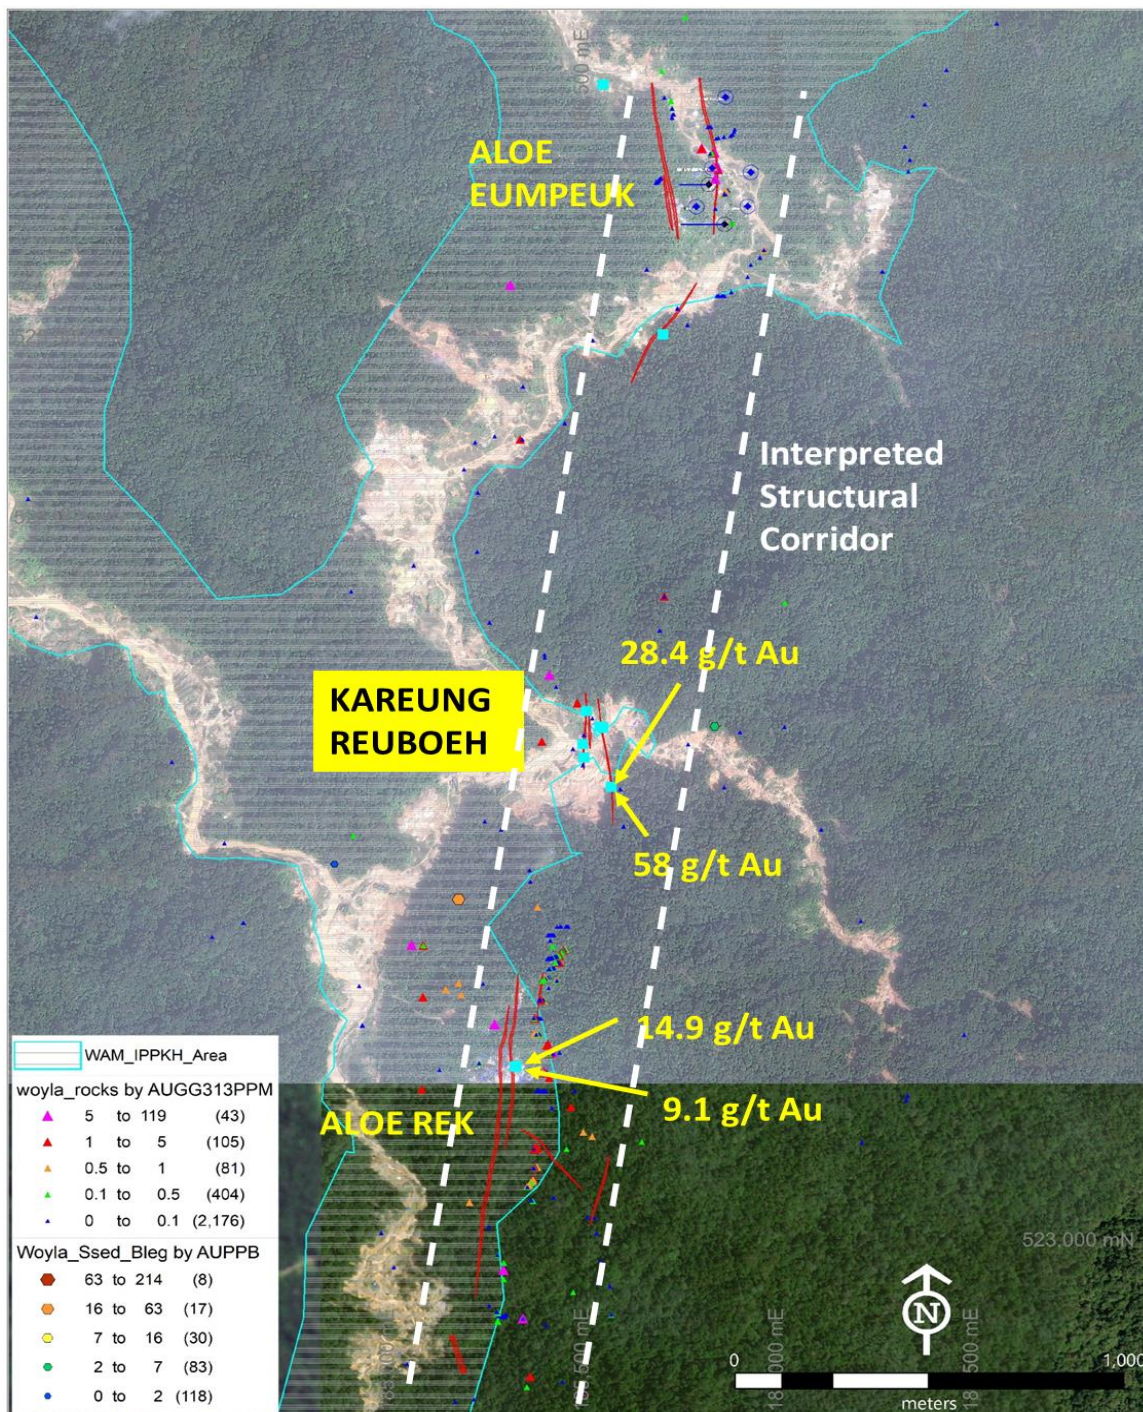 500 mE
ALOE
EUMPEUK
Interpreted
Structural
Corridor
28.4 g/t Au
KAREUNG
REUBOEH
58 g/t Au
14.9 g/t Au
9.1 g/t Au
ALOE REK
WAM_IPPKH_Area
woyla_rocks by AUGG313PPM
5 to 119 (43)
1 to 5 (105)
0.5 to 1 (81)
0.1 to 0.5 (404)
0 to 0.1 (2,176)
Woyla_Ssed_Bleg by AUPPB
63 to 214 (8)
16 to 63 (17)
7 to 16 (30)
2 to 7 (83)
0 to 2 (118)
523,000 mN
N
0
1,000
meters